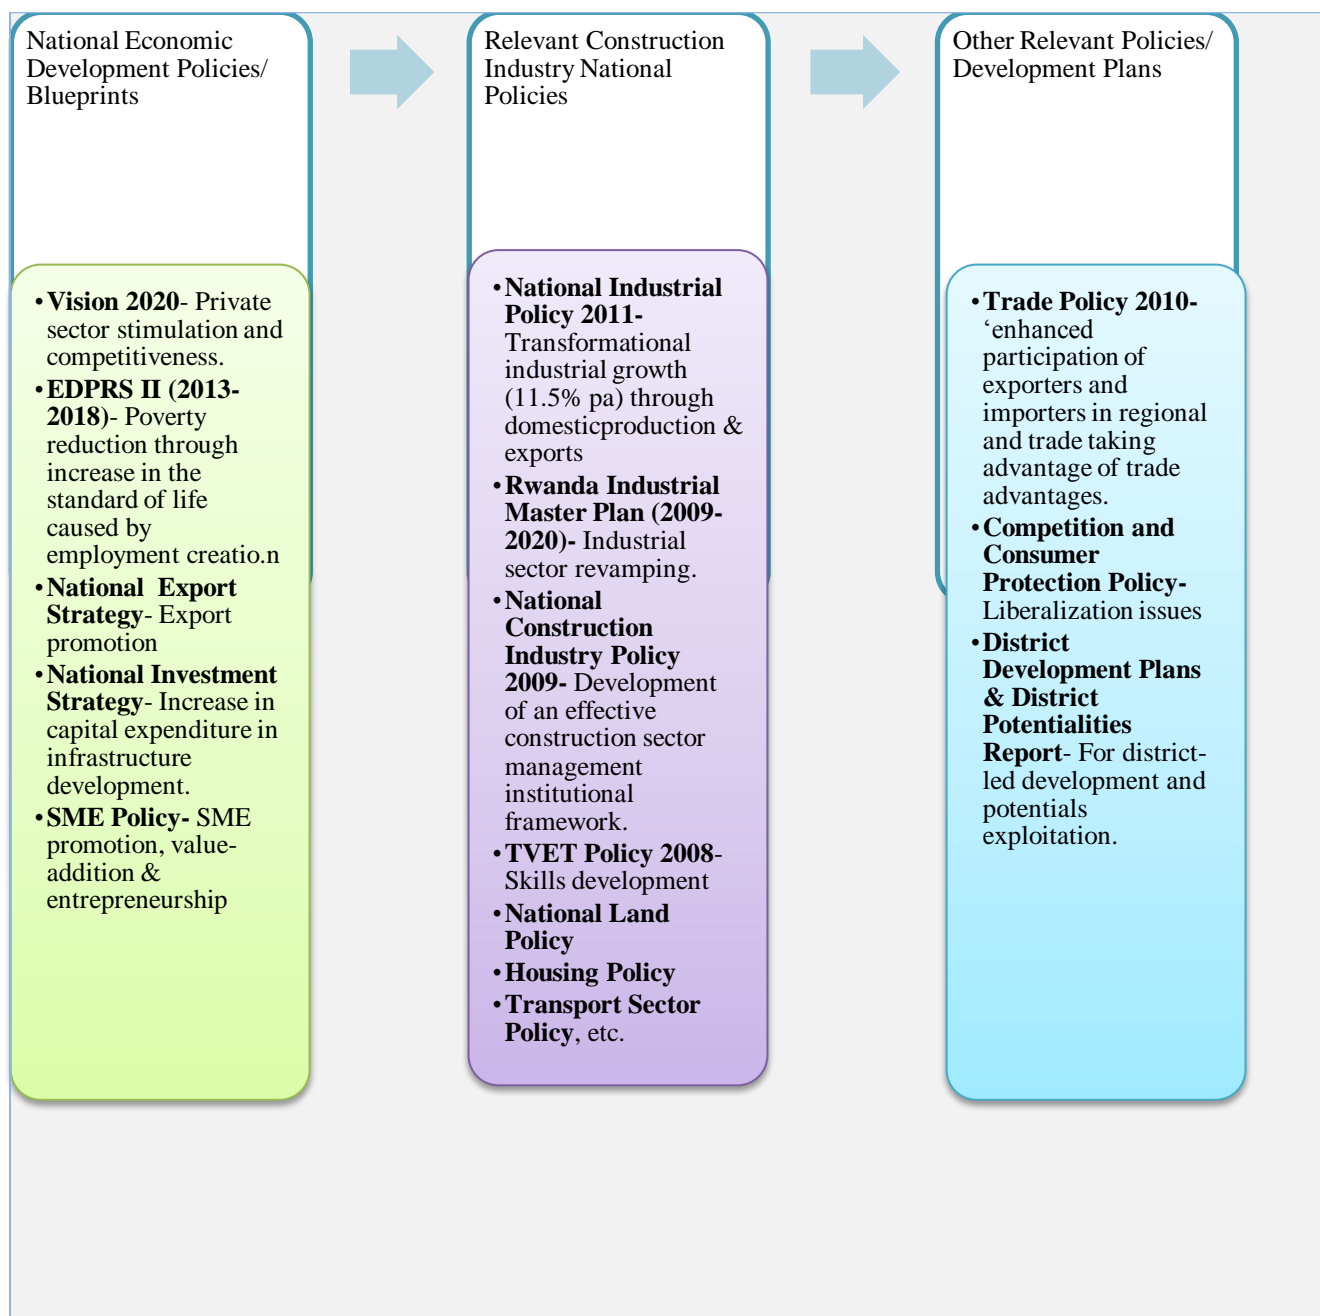 National Economic
Development Policies/
Blueprints
•Vision 2020- Private
sector stimulation and
competitiveness.
•EDPRS II (2013-
2018)- Poverty
reduction through
increase in the
standard of life
caused by
employment creatio.n
•National Export
Strategy- Export
promotion
•National Investment
Strategy- Increase in
capital expenditure in
infrastructure
development.
•SME Policy- SME
promotion, value-
addition &
entrepreneurship
Relevant Construction
Industry National
Policies
•National Industrial
Policy 2011-
Transformational
industrial growth
(11.5% pa) through
domesticproduction &
exports
•Rwanda Industrial
Master Plan (2009-
2020)- Industrial
sector revamping.
•National
Construction
Industry Policy
2009- Development
of an effective
construction sector
management
institutional
framework.
•TVET Policy 2008-
Skills development
•National Land
Policy
•Housing Policy
•Transport Sector
Policy, etc.
Other Relevant Policies/
Development Plans
•Trade Policy 2010-
‘enhanced
participation of
exporters and
importers in regional
and trade taking
advantage of trade
advantages.
•Competition and
Consumer
Protection Policy-
Liberalization issues
•District
Development Plans
& District
Potentialities
Report- For district-
led development and
potentials
exploitation.